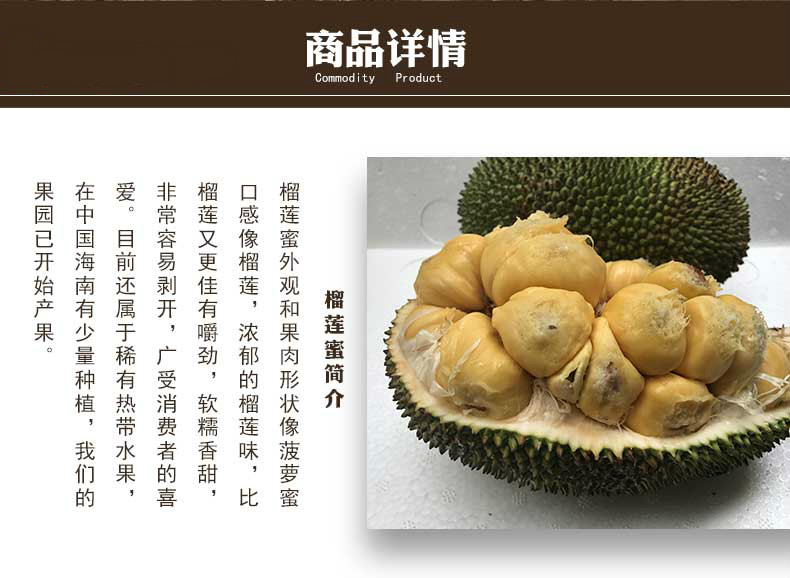 商品详情
Commodity Product
榴莲蜜简介
榴莲蜜外观和果肉形状像菠萝蜜
口感像榴莲，浓郁的榴莲味，比
榴莲又更佳有嚼劲，软糯香甜，
非常容易剥开，广受消费者的喜
爱。目前还属于稀有热带水果，
在中国海南有少量种植，我们的
果园已开始产果。